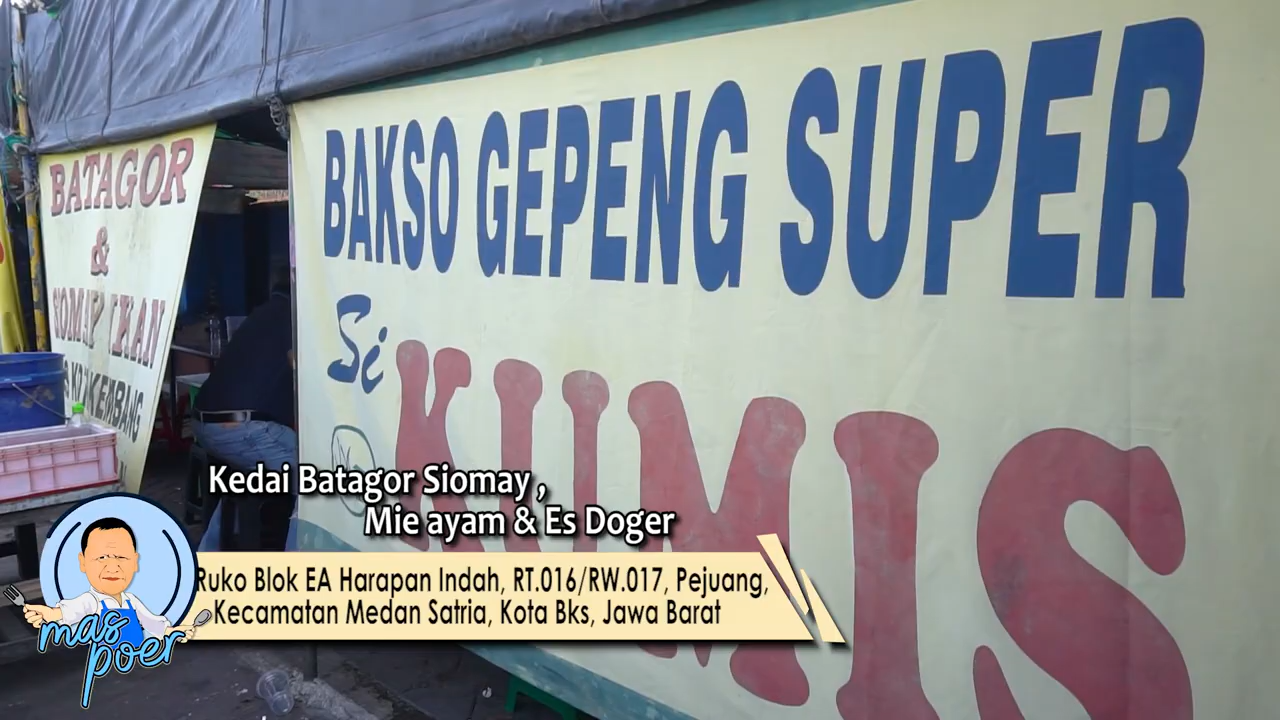 BATAGOR
&
SOMAY IKAN
KEMBANG
BAKSO GEPENG SUPER
Si
KUMIS
Kedai Batagor Siomay ,
Mie ayam & Es Doger
Ruko Blok EA Harapan Indah, RT.016/RW.017, Pejuang,
Kecamatan Medan Satria, Kota Bks, Jawa Barat
mas
poer